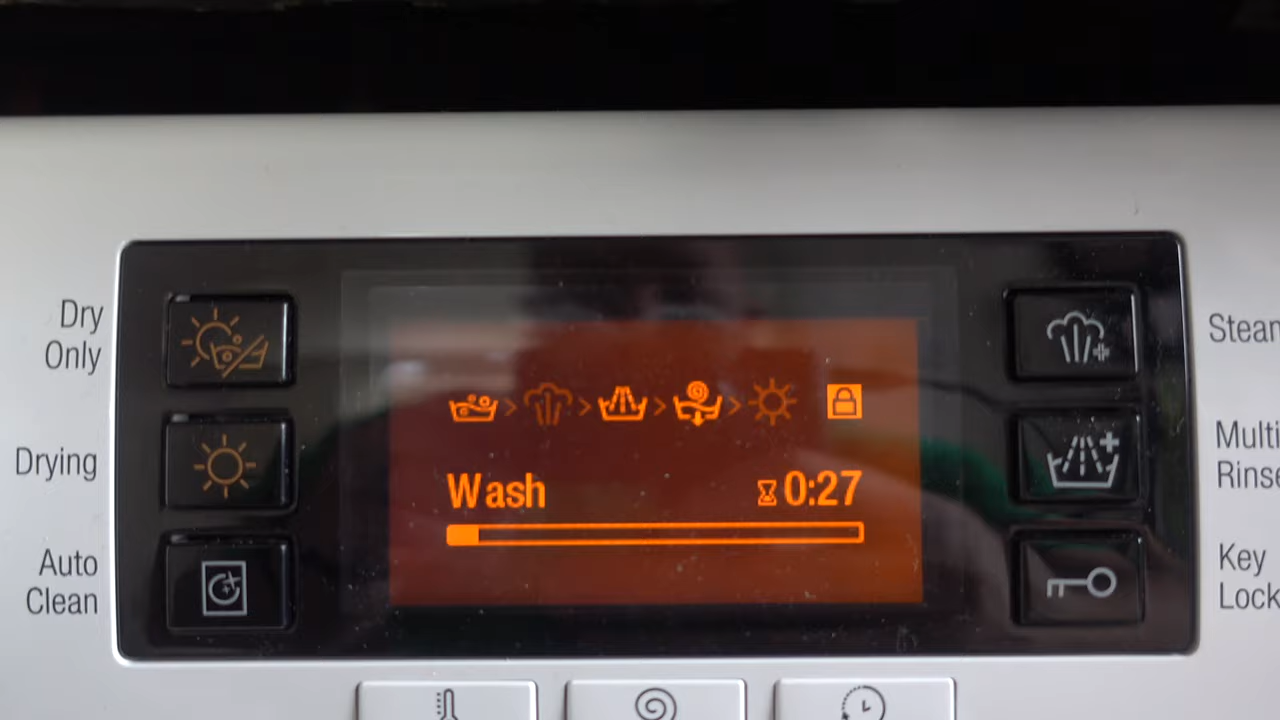 Dry
Only
Drying
Auto
Clean
Wash
0:27
Steam
Multi
Rinse
Key
Lock